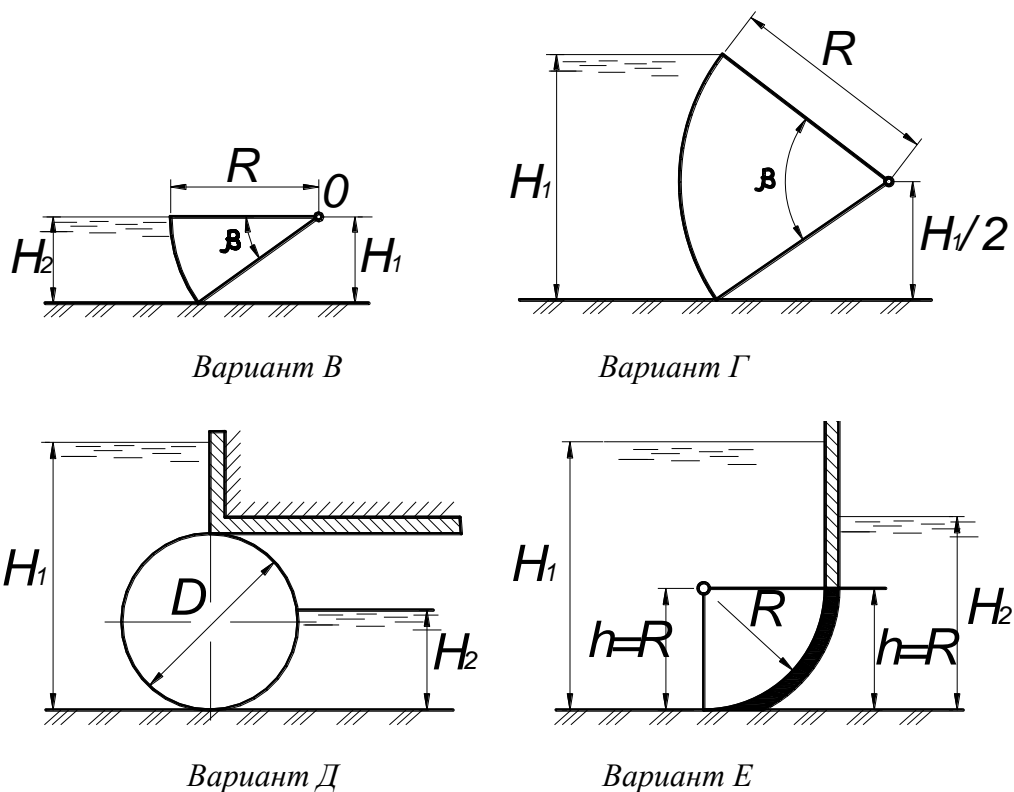 R
R
0
β
β
H₁
H₂
H₁
H₁/2
Вариант В
Вариант Г
H₁
D
H₂
H₁
R
h=R
h=R
H₂
Вариант Д
Вариант Е